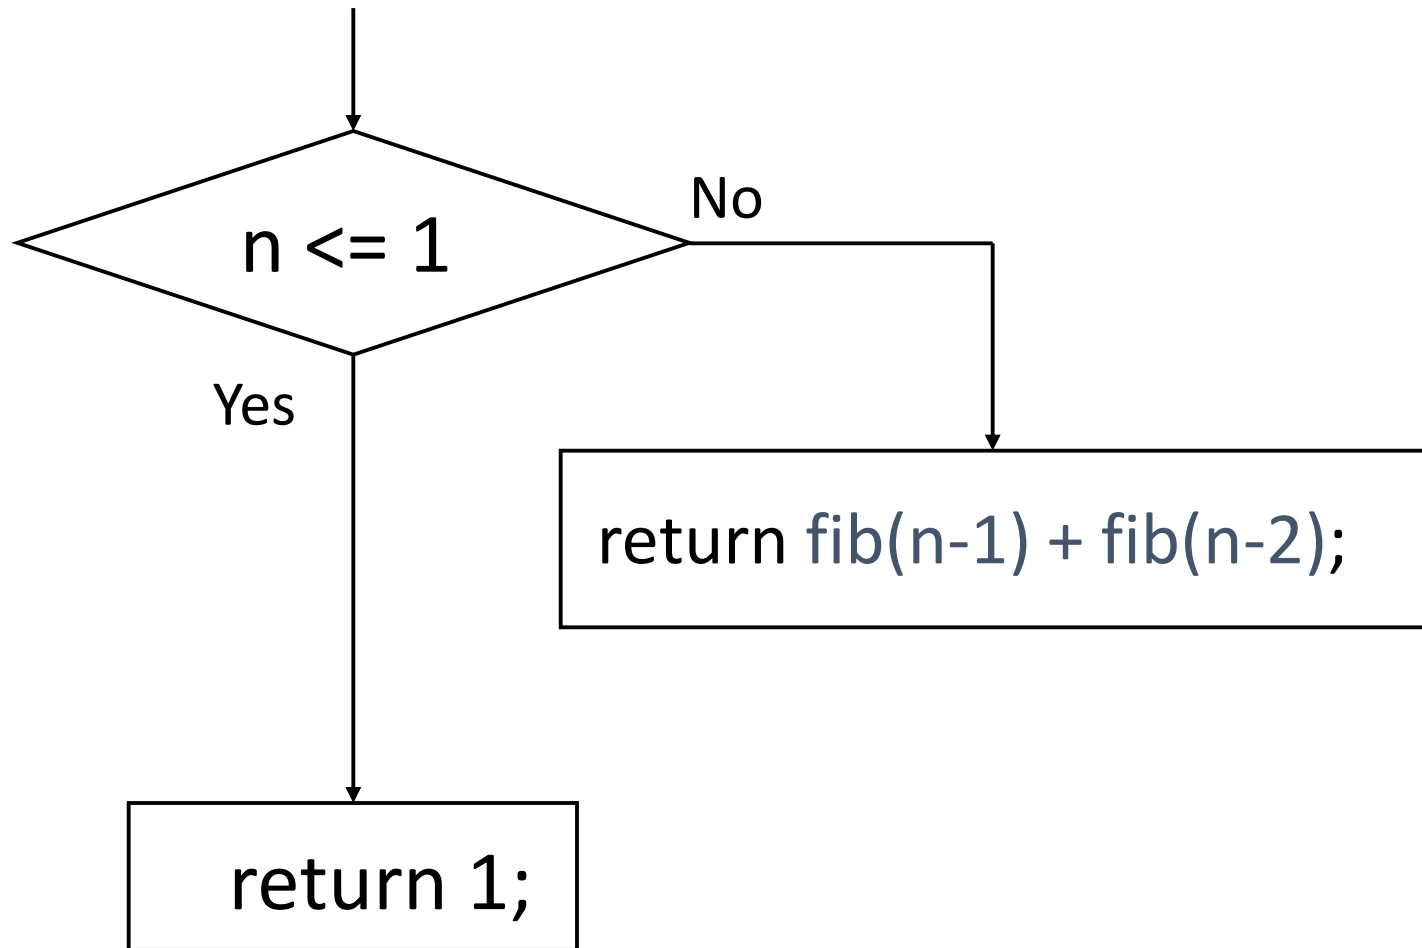 n <= 1
No
Yes
return fib(n-1) + fib(n-2);
return 1;